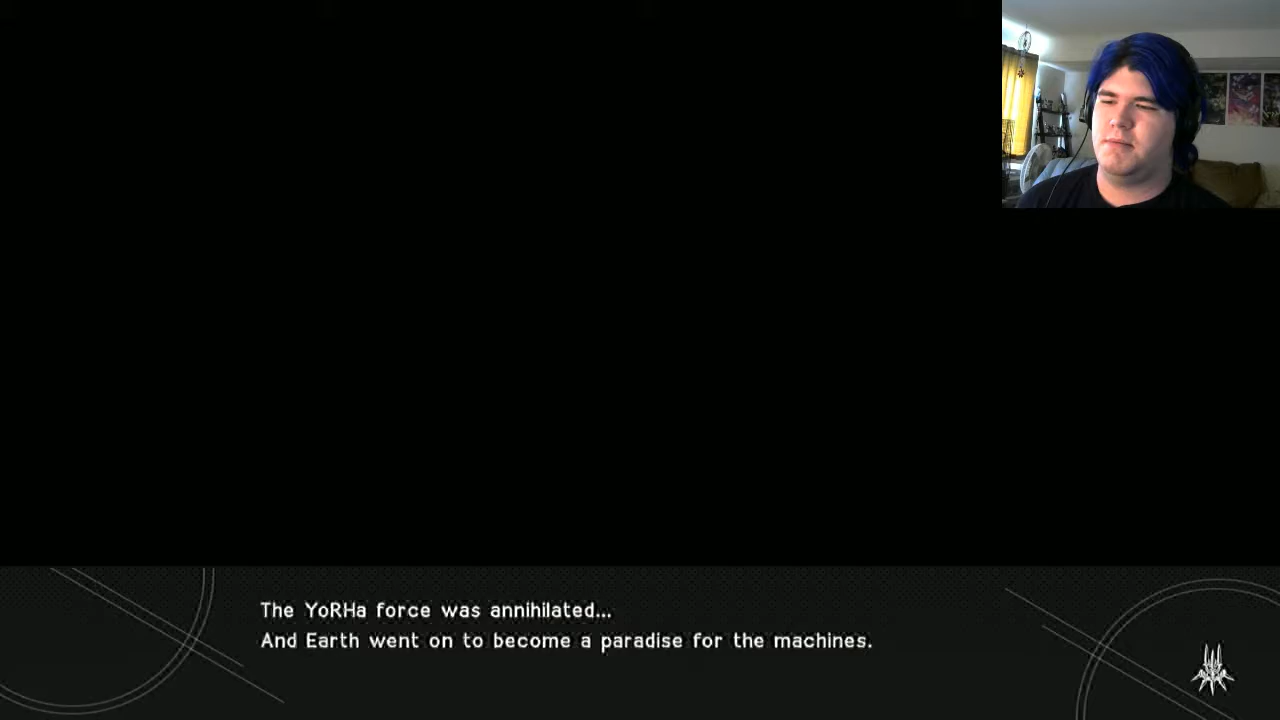 The YoRHa force was annihilated...
And Earth went on to become a paradise for the machines.